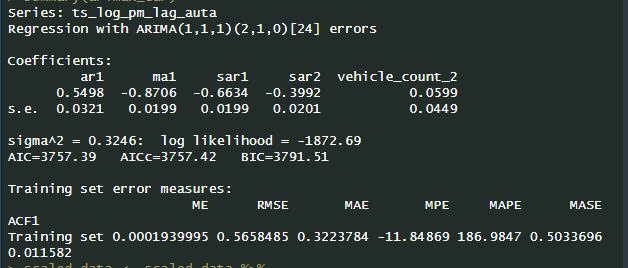 Series: ts_log_pm_lag_auta
Regression with ARIMA(1,1,1)(2,1,0)[24] errors
Coefficients:
ar1 ma1 sar1 sar2 vehicle_count_2
0.5498 -0.8706 -0.6634 -0.3992 0.0599
s.e. 0.0321 0.0199 0.0199 0.0201 0.0449
sigma^2 = 0.3246: log likelihood = -1872.69
AIC=3757.39 AICc=3757.42 BIC=3791.51
Training set error measures:
ME RMSE MAE MPE MAPE MASE
ACF1
Training set 0.0001939995 0.5658485 0.3223784 -11.84869 186.9847 0.5033696
0.011582
> scaled_data <- scaled_data %>%